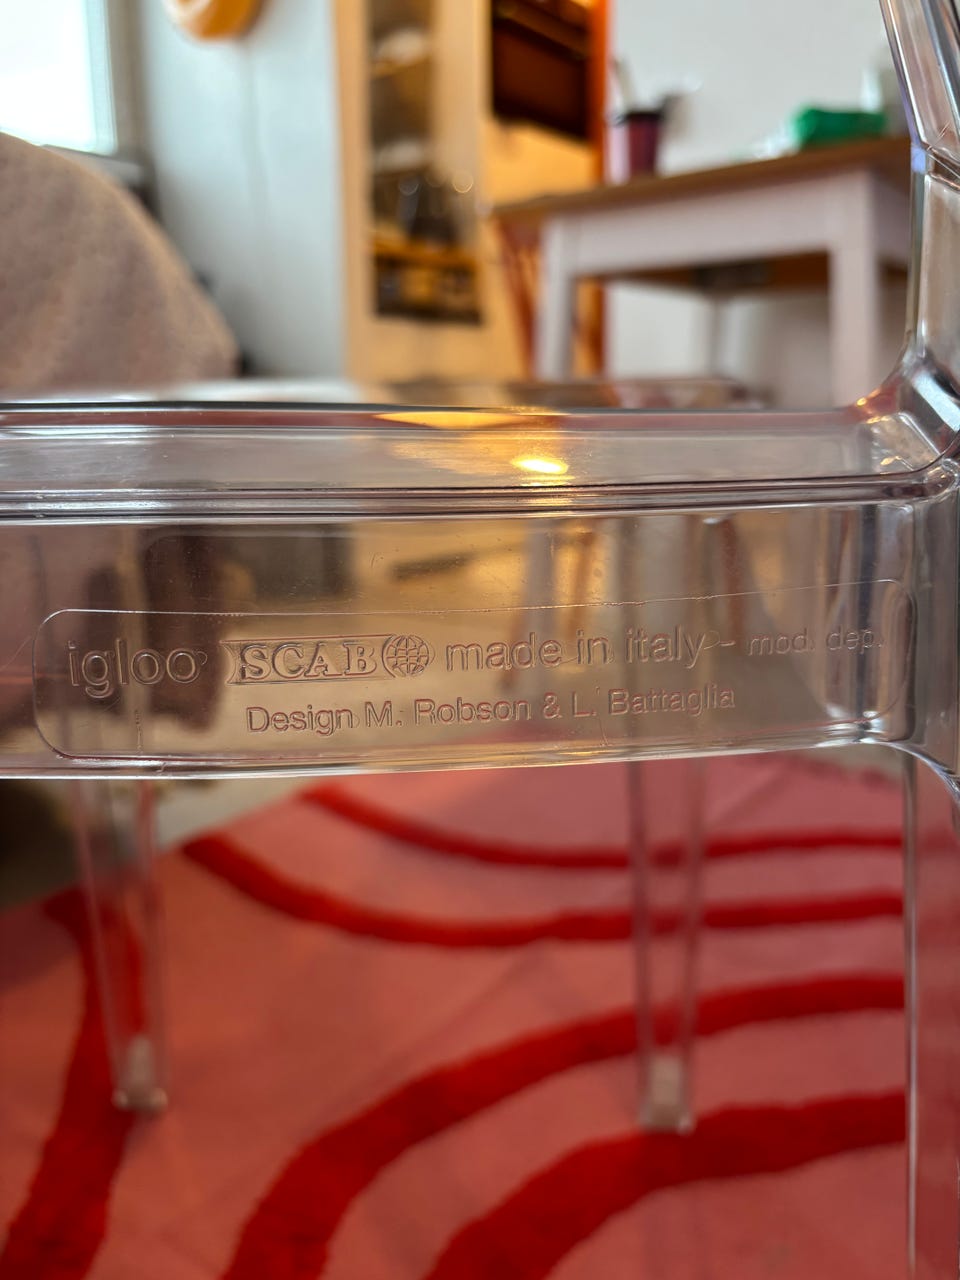 igloo SCAB made in italy - mod. dep.
Design M. Robson & L. Battaglia